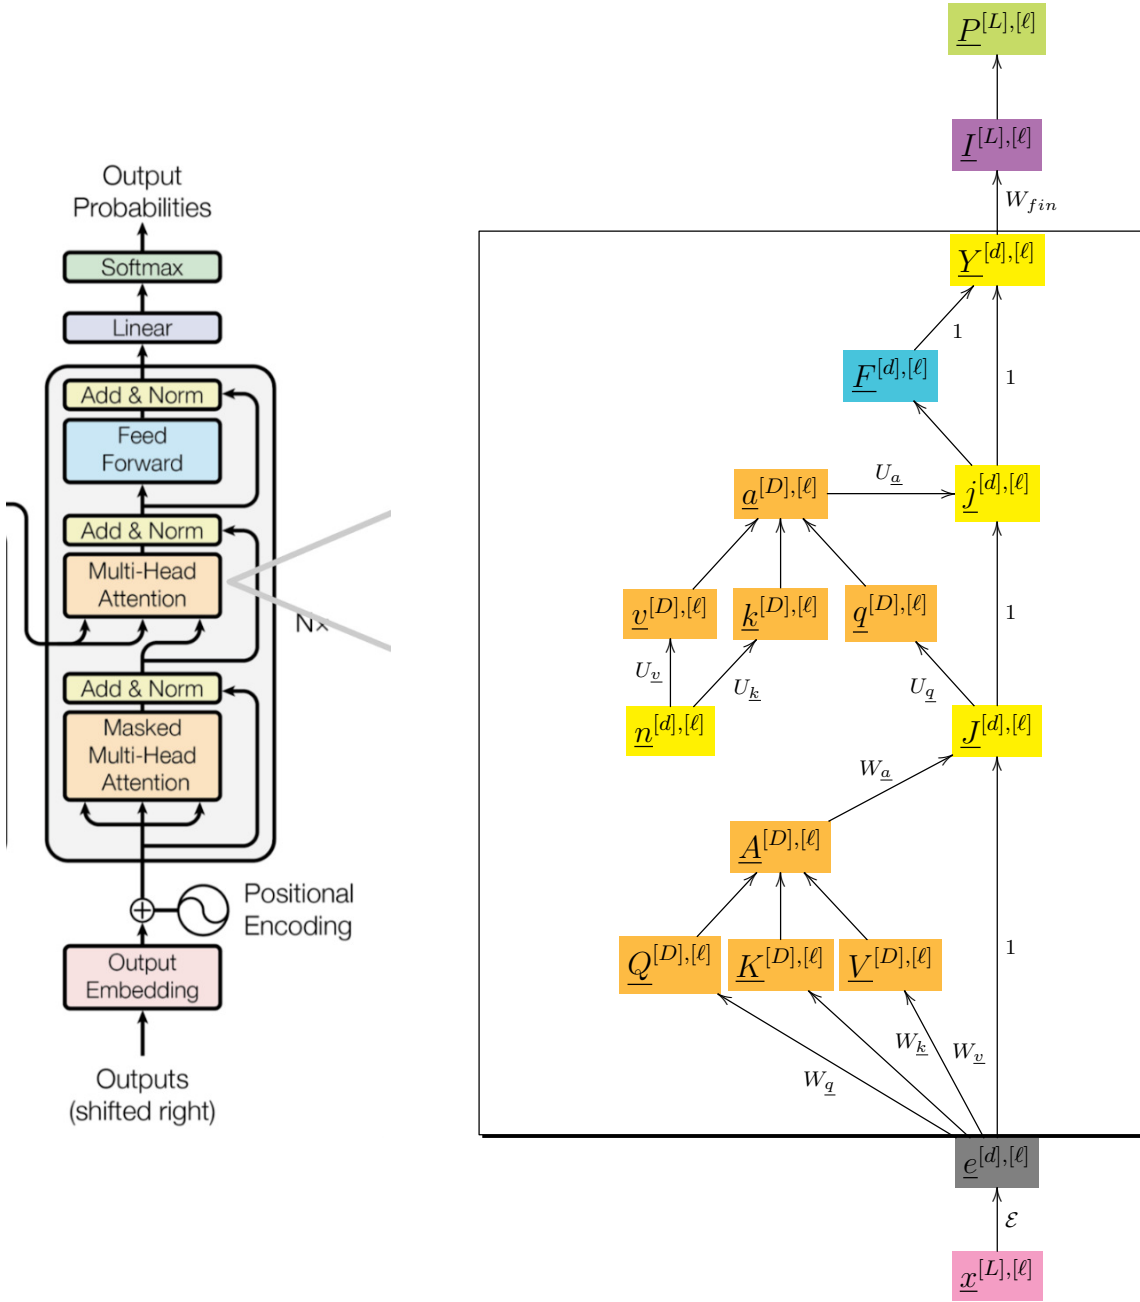 Output
Probabilities
Softmax
Linear
Add & Norm
Feed
Forward
Add & Norm
Multi-Head
Attention
N×
Add & Norm
Masked
Multi-Head
Attention
Positional
Encoding
Output
Embedding
Outputs
(shifted right)
P^{[L],[ℓ]}
I^{[L],[ℓ]}
W_{fin}
Y^{[d],[ℓ]}
1
F^{[d],[ℓ]}
1
a^{[D],[ℓ]}
U_a
j^{[d],[ℓ]}
v^{[D],[ℓ]}
k^{[D],[ℓ]}
q^{[D],[ℓ]}
1
U_v
U_k
U_q
n^{[d],[ℓ]}
J^{[d],[ℓ]}
W_a
A^{[D],[ℓ]}
Q^{[D],[ℓ]}
K^{[D],[ℓ]}
V^{[D],[ℓ]}
1
W_q
W_k
W_v
e^{[d],[ℓ]}
ℰ
x^{[L],[ℓ]}